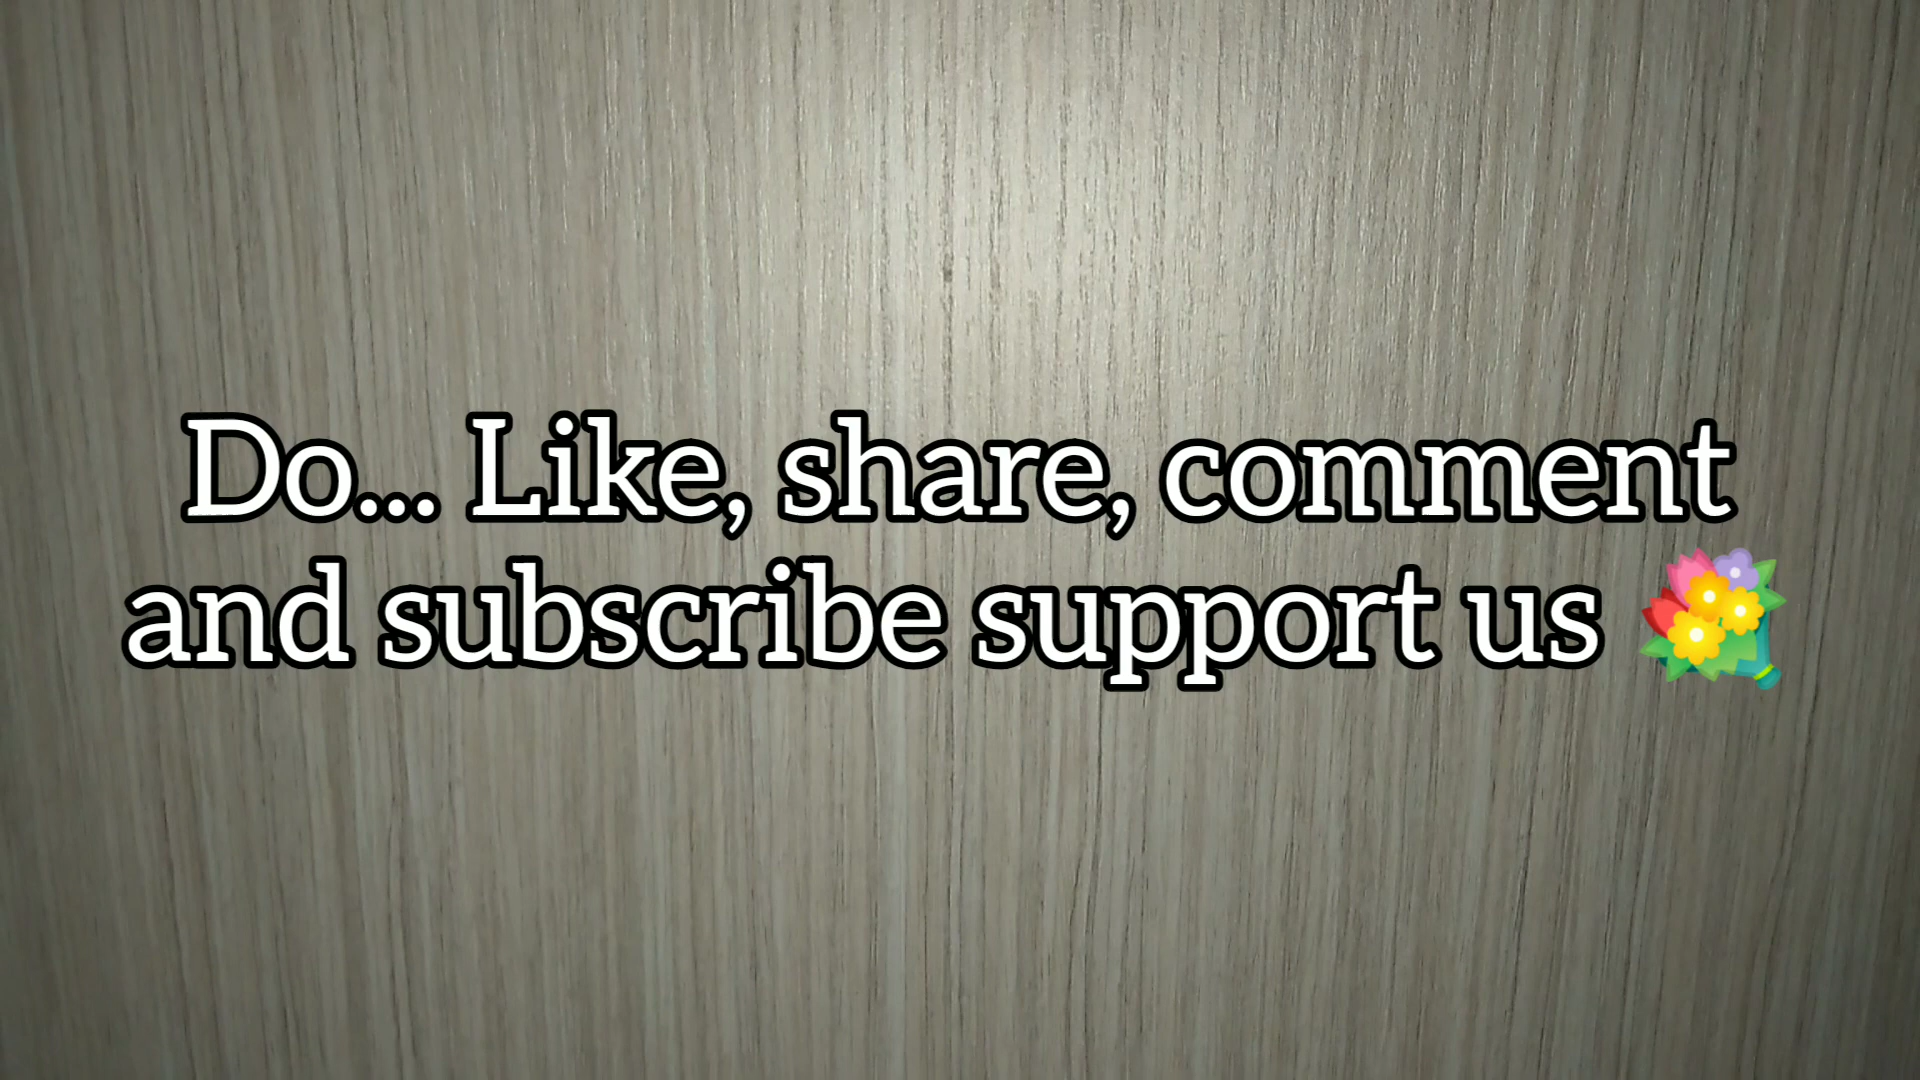 Do... Like, share, comment
and subscribe support us 💐